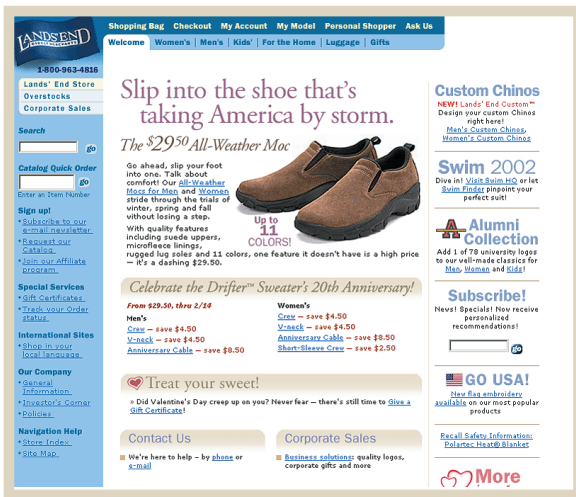 Shopping Bag Checkout My Account My Model Personal Shopper Ask Us
LANDS' END
DIRECT MERCHANTS
Welcome Women's Men's Kids' For the Home Luggage Gifts
1-800-963-4816
Lands' End Store
Overstocks
Corporate Sales
Search
go
Catalog Quick Order
go
Enter an Item Number
Sign up!
Subscribe to our
e-mail newsletter
Request our
Catalog
Join our Affiliate
program
Special Services
Gift Certificates
Track your Order
status
International Sites
Shop in your
local language
Our Company
General
Information
Investor's Corner
Policies
Navigation Help
Store Index
Site Map
Slip into the shoe that's
taking America by storm.
The $29.50 All-Weather Moc
Go ahead, slip your foot
into one. Talk about
comfort! Our All-Weather
Mocs for Men and Women
stride through the trials of
winter, spring and fall
without losing a step.
With quality features
including suede uppers,
microfleece linings,
rugged lug soles and 11 colors, one feature it doesn't have is a high price
— it's a dashing $29.50.
Up to
11
COLORS!
Celebrate the Drifter™ Sweater's 20th Anniversary!
From $29.50, thru 2/14
Men's
Crew — save $4.50
V-neck — save $4.50
Anniversary Cable — save $8.50
Women's
Crew — save $4.50
V-neck — save $4.50
Anniversary Cable — save $8.50
Short-Sleeve Crew — save $2.50
Treat your sweet!
» Did Valentine's Day creep up on you? Never fear — there's still time to Give a
Gift Certificate!
Contact Us
We're here to help – by phone or
e-mail
Corporate Sales
Business solutions: quality logos,
corporate gifts and more
Custom Chinos
NEW! Lands' End Custom™
Design your custom Chinos
right here!
Men's Custom Chinos,
Women's Custom Chinos
Swim 2002
Dive in! Visit Swim HQ or let
Swim Finder pinpoint your
perfect suit!
A Alumni
Collection
Add 1 of 78 university logos
to our well-made classics for
Men, Women and Kids!
Subscribe!
News! Specials! Now receive
personalized
recommendations!
go
GO USA!
New flag embroidery
available on our most popular
products
Recall Safety Information:
Polartec Heat® Blanket
More